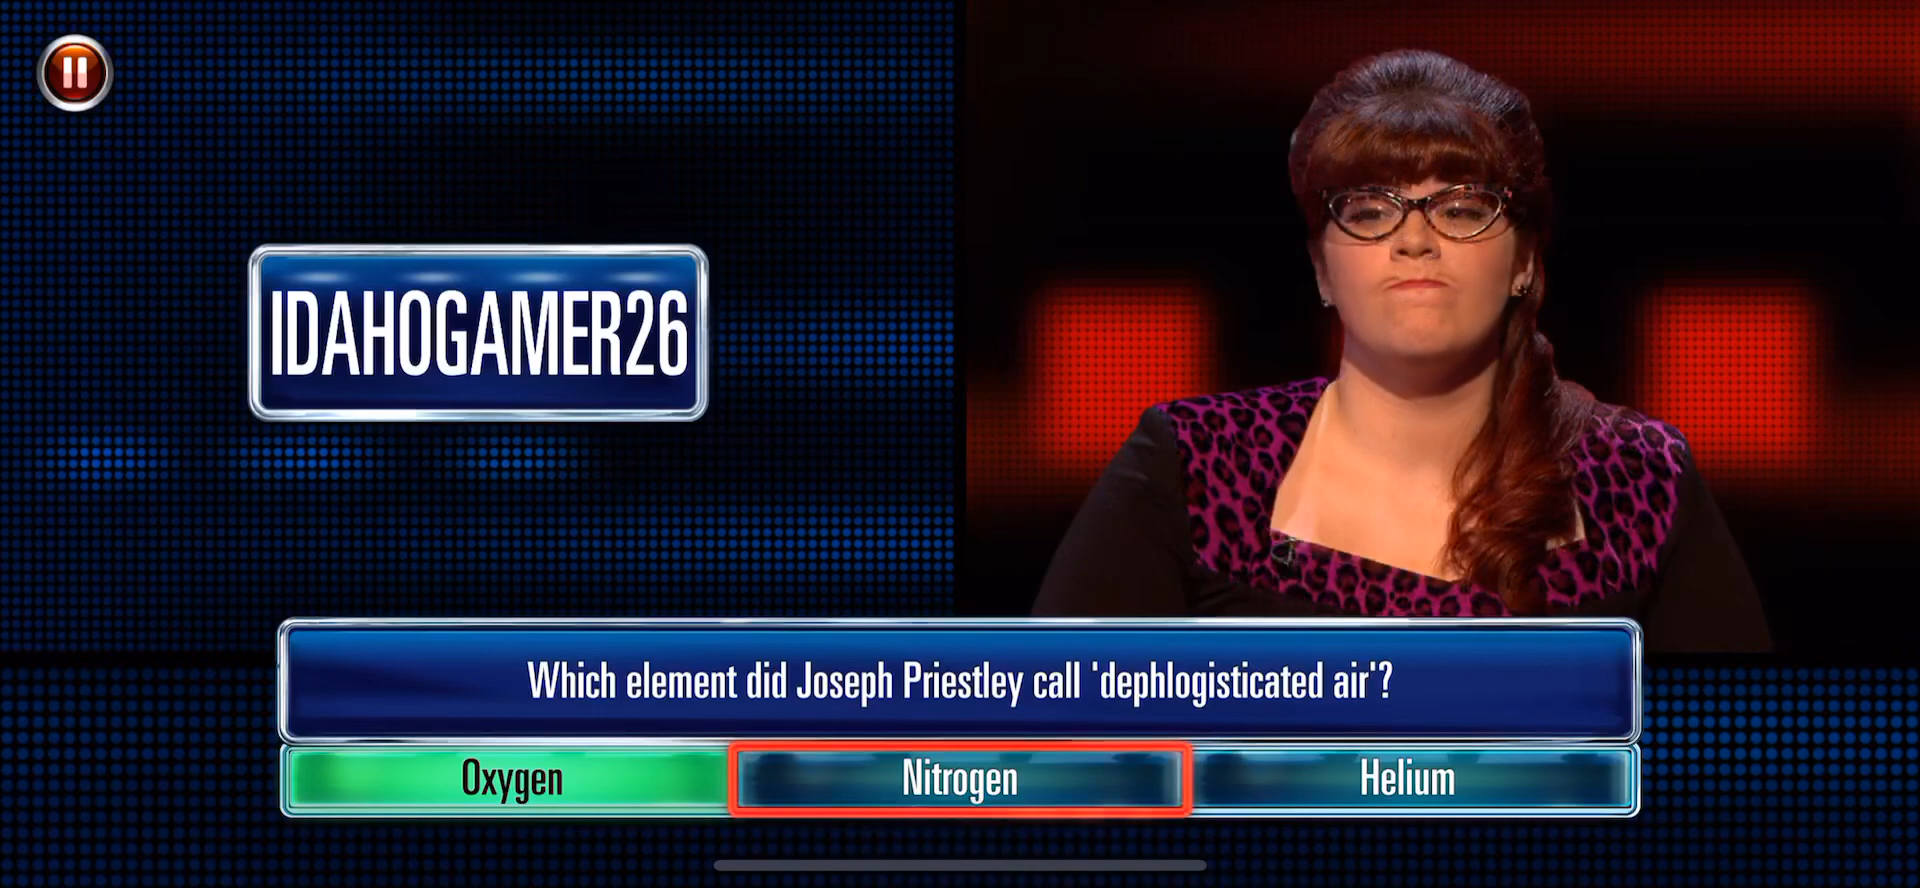 IDAHOGAMER26
Which element did Joseph Priestley call 'dephlogisticated air'?
Oxygen
Nitrogen
Helium